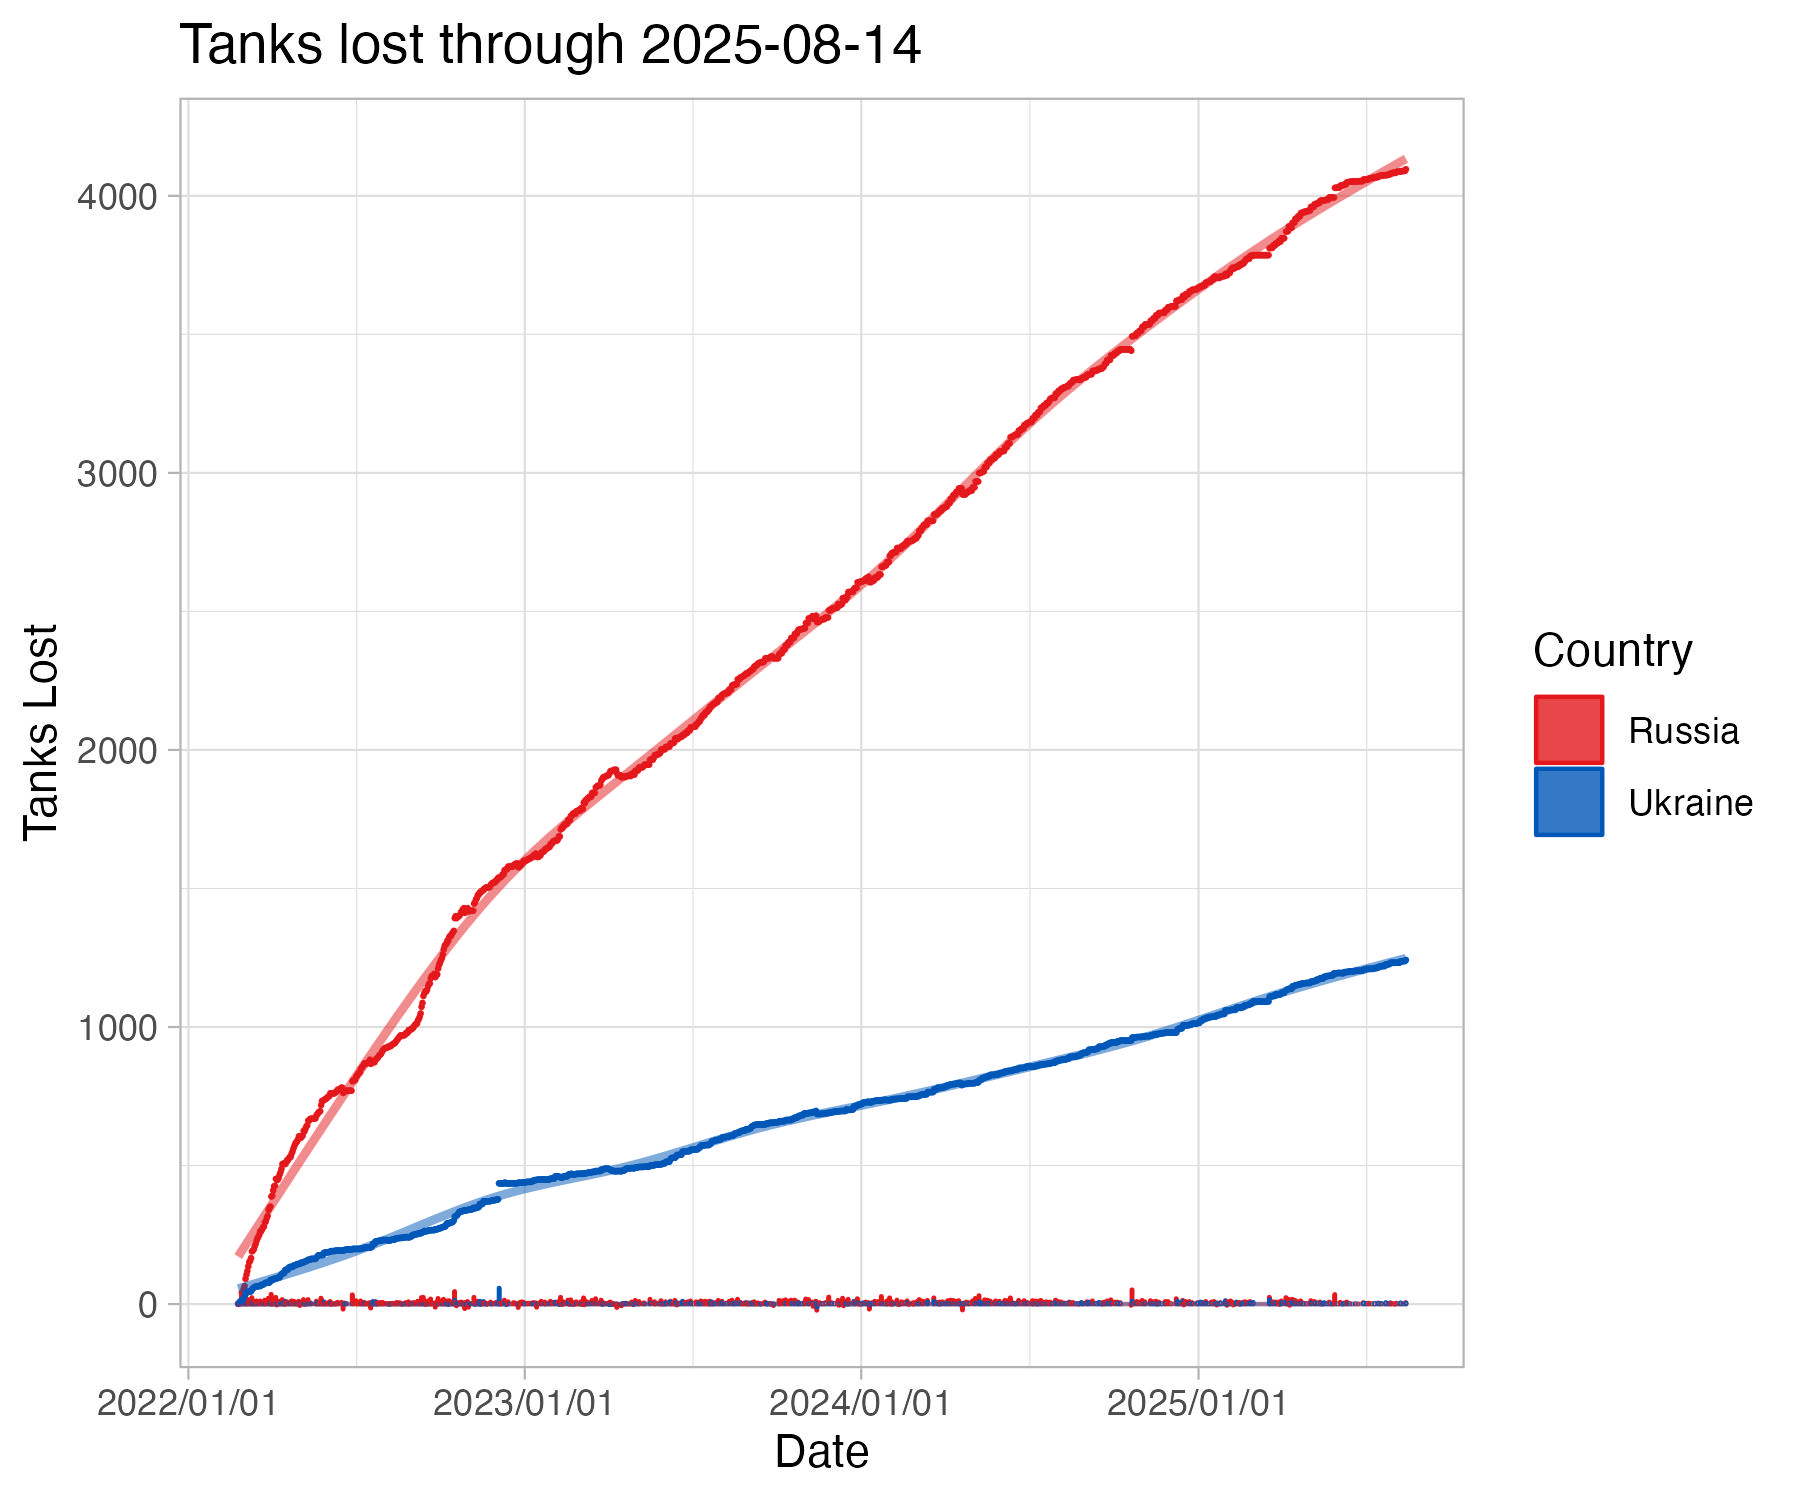 Tanks lost through 2025-08-14
4000
3000
2000
1000
0
Tanks Lost
2022/01/01
2023/01/01
2024/01/01
2025/01/01
Date
Country
Russia
Ukraine